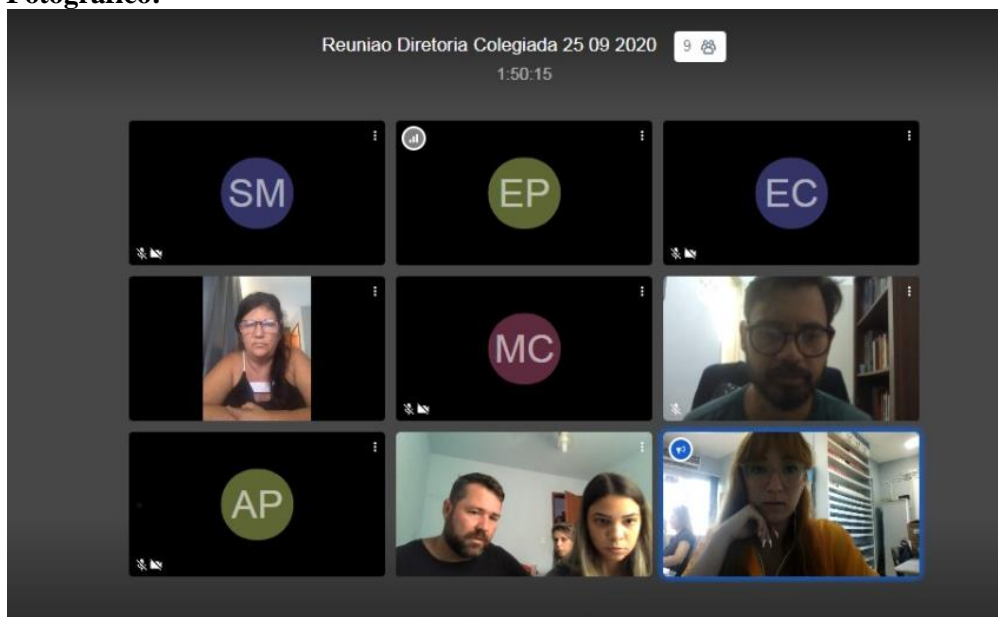 Fotográfico:
Reuniao Diretoria Colegiada 25 09 2020 9
1:50:15
SM
EP
EC
MC
AP